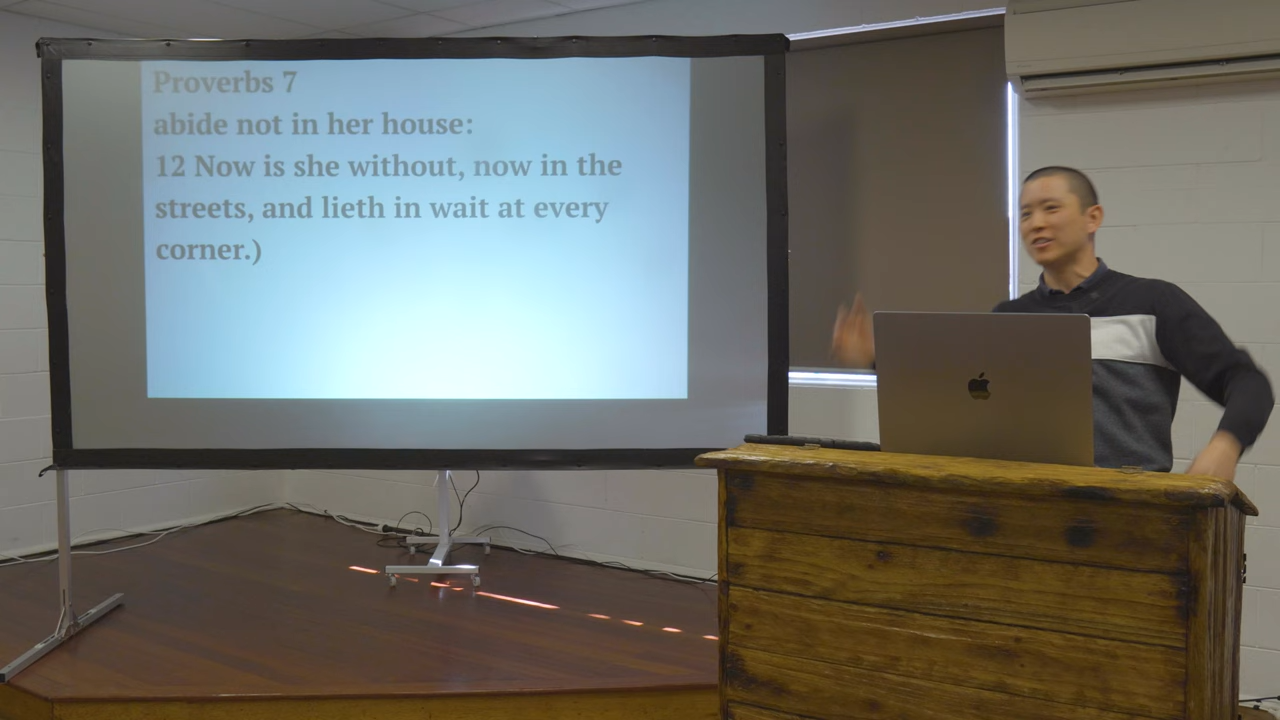 Proverbs 7
abide not in her house:
12 Now is she without, now in the
streets, and lieth in wait at every
corner.)